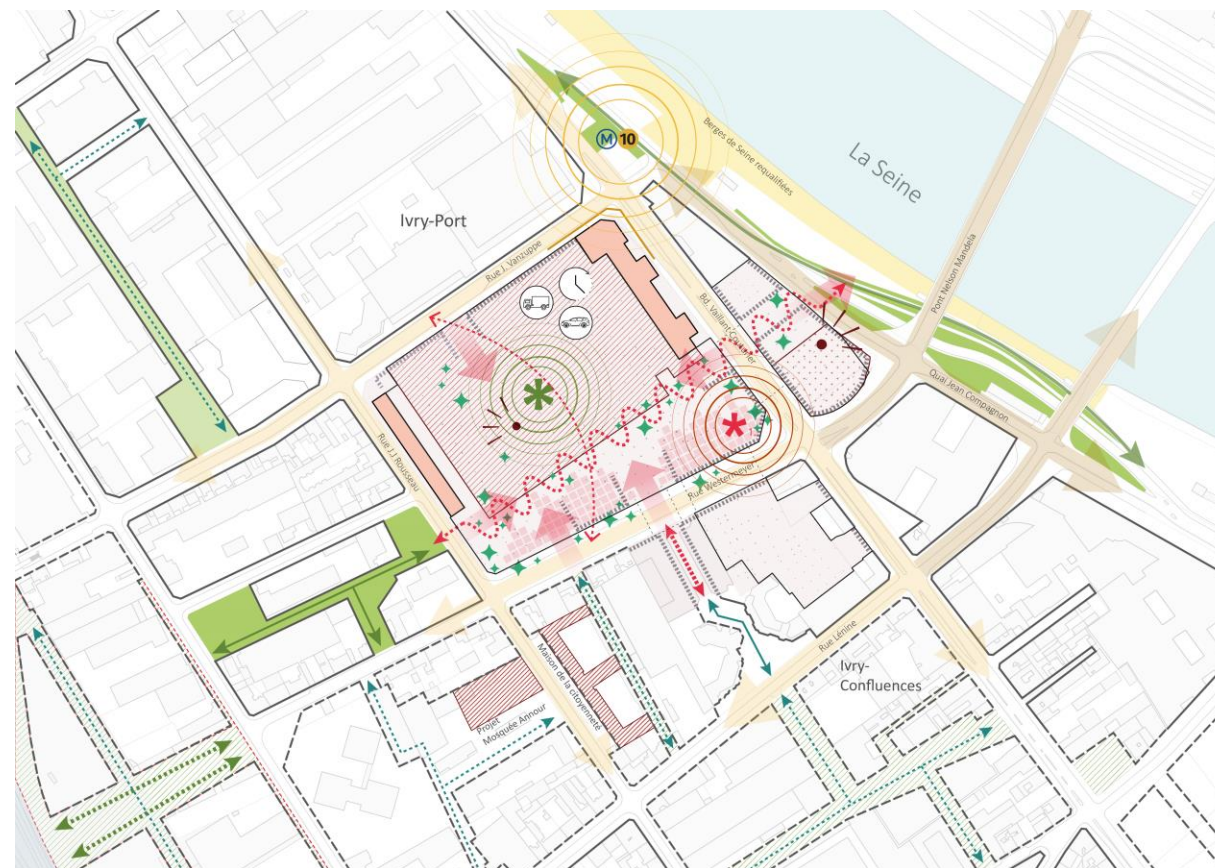 M 10
Berges de Seine requalifiées
La Seine
Ivry-Port
Rue J. Vanzuppe
Bd. Vaillant Couturier
Pont Nelson Mandela
Quai Jean Compagnon
Rue J.J Rousseau
Rue Westermeyer
Maison de la citoyenneté
Rue Lénine
Ivry-
Confluences
Projet
Mosquée Annour